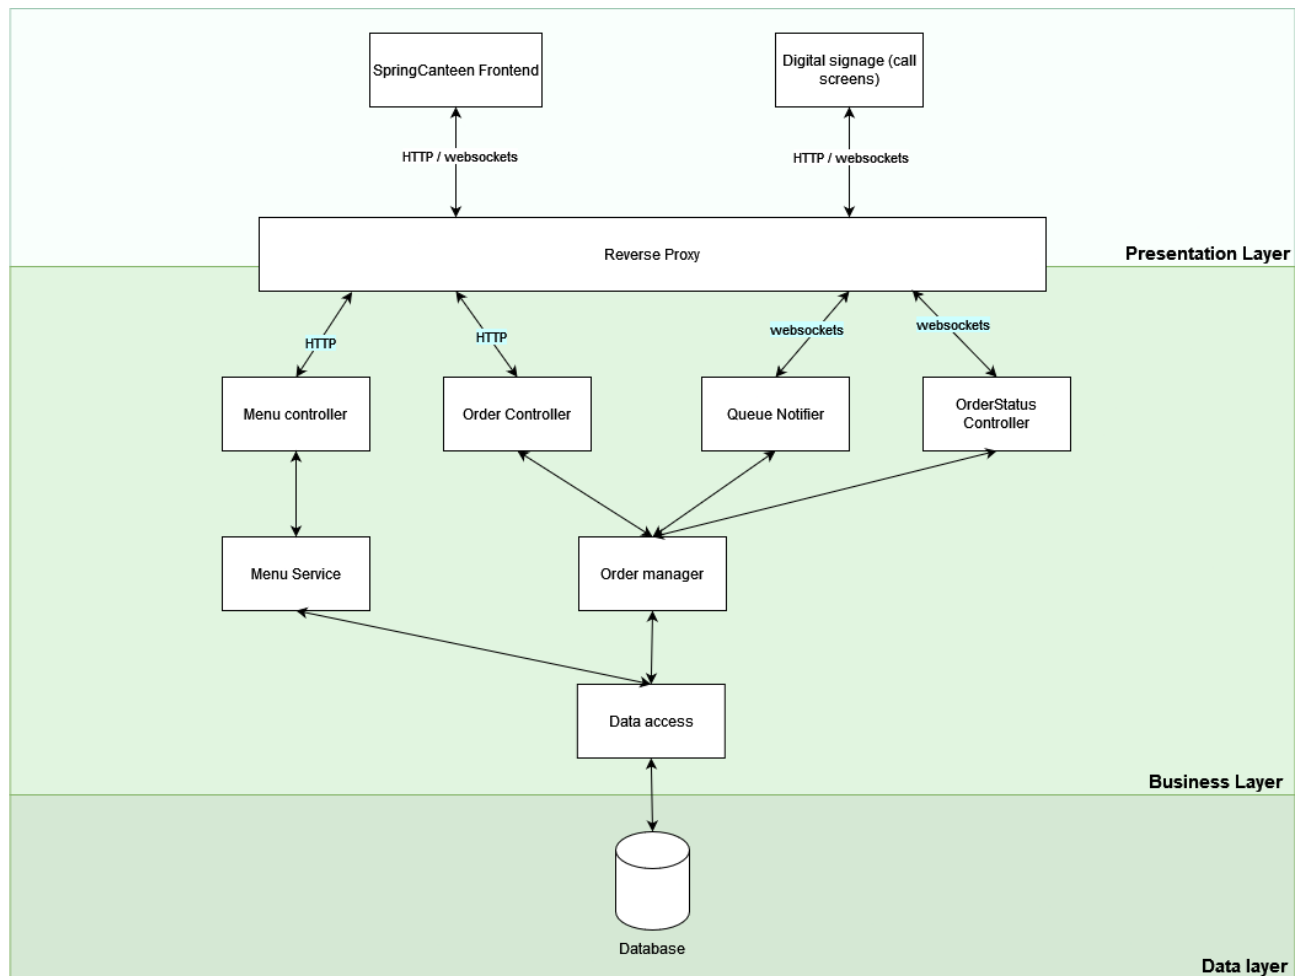 SpringCanteen Frontend
Digital signage (call
screens)
HTTP / websockets
HTTP / websockets
Reverse Proxy
Presentation Layer
HTTP
HTTP
websockets
websockets
Menu controller
Order Controller
Queue Notifier
OrderStatus
Controller
Menu Service
Order manager
Data access
Business Layer
Database
Data layer